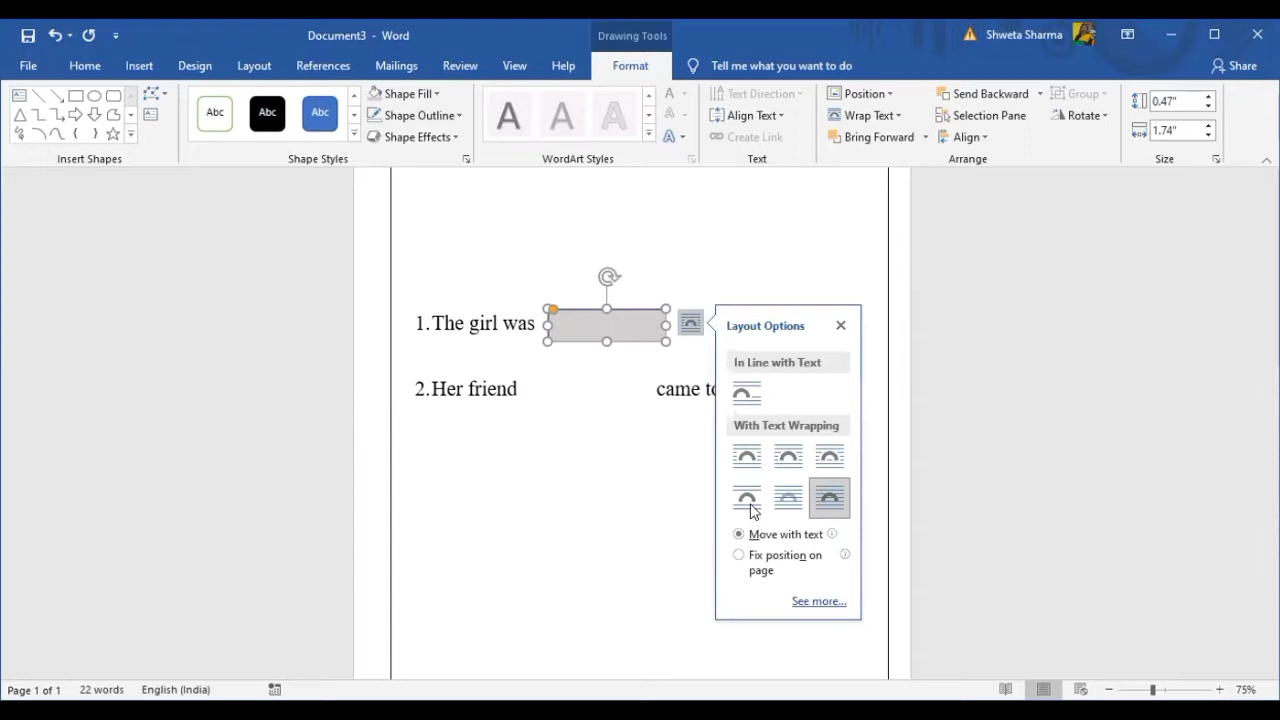 Document3 - Word
Drawing Tools
Shweta Sharma
File Home Insert Design Layout References Mailings Review View Help Format Tell me what you want to do Share
Abc Abc Abc
Shape Fill
Shape Outline
Shape Effects
A A A
A
A
A
Text Direction
Align Text
Create Link
Position
Wrap Text
Bring Forward
Send Backward
Selection Pane
Align
Group
Rotate
0.47"
1.74"
Insert Shapes Shape Styles WordArt Styles Text Arrange Size
1.The girl was
2.Her friend came to
Layout Options
In Line with Text
With Text Wrapping
Move with text
Fix position on
page
See more...
Page 1 of 1 22 words English (India) 75%